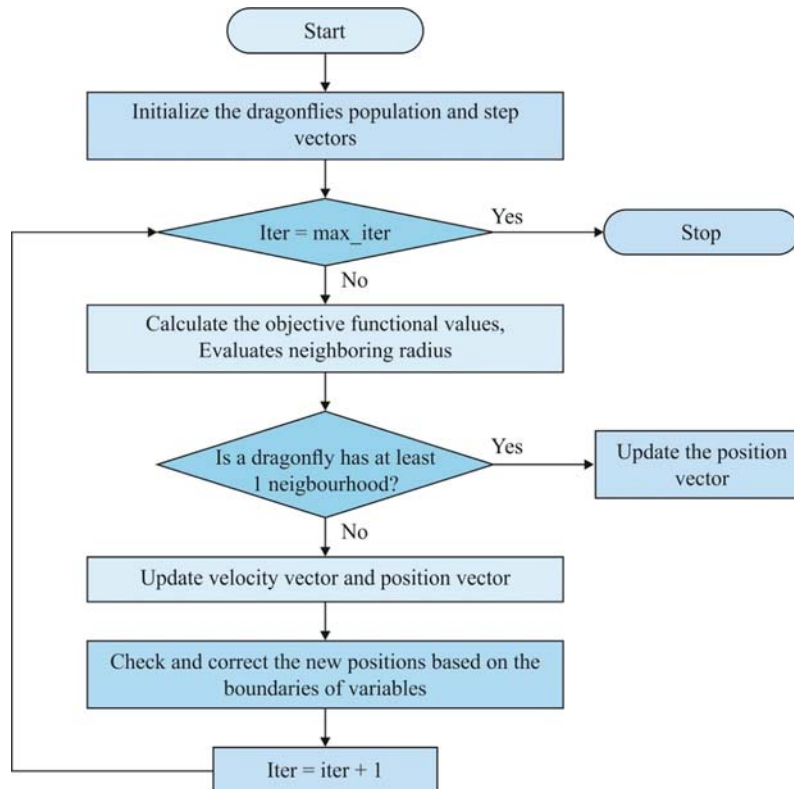 Start
Initialize the dragonflies population and step
vectors
Iter = max_iter
Yes
Stop
No
Calculate the objective functional values,
Evaluates neighboring radius
Is a dragonfly has at least
1 neigbourhood?
Yes
Update the position
vector
No
Update velocity vector and position vector
Check and correct the new positions based on the
boundaries of variables
Iter = iter + 1